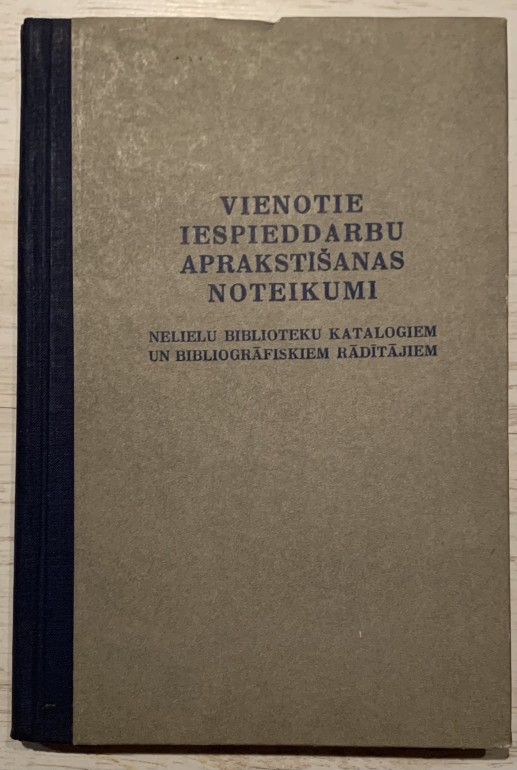 VIENOTIE
IESPIEDDARBU
APRAKSTĪŠANAS
NOTEIKUMI
NELIELU BIBLIOTEKU KATALOGIEM
UN BIBLIOGRĀFISKIEM RĀDĪTĀJIEM